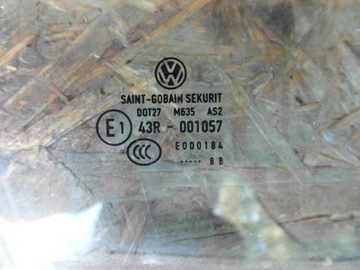 SAINT-GOBAIN SEKURIT
DOT27 M635 AS2
E1 43R - 001057
CCC E000184
..... 8 B